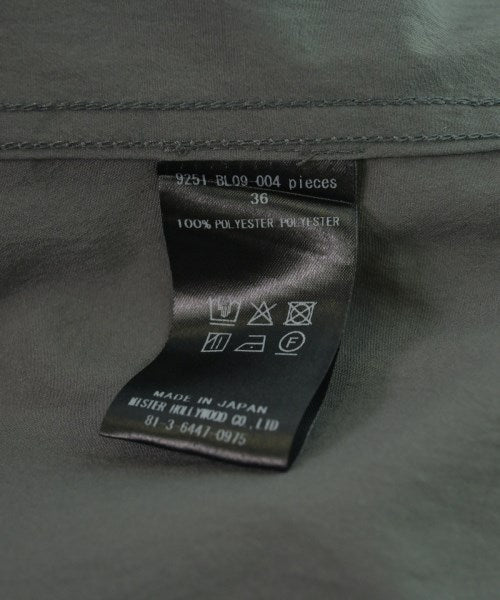 9251-BL09-004 pieces
36
100% POLYESTER POLYESTER
F
MADE IN JAPAN
MISTER HOLLYWOOD CO., LTD
81-3-6447-0975